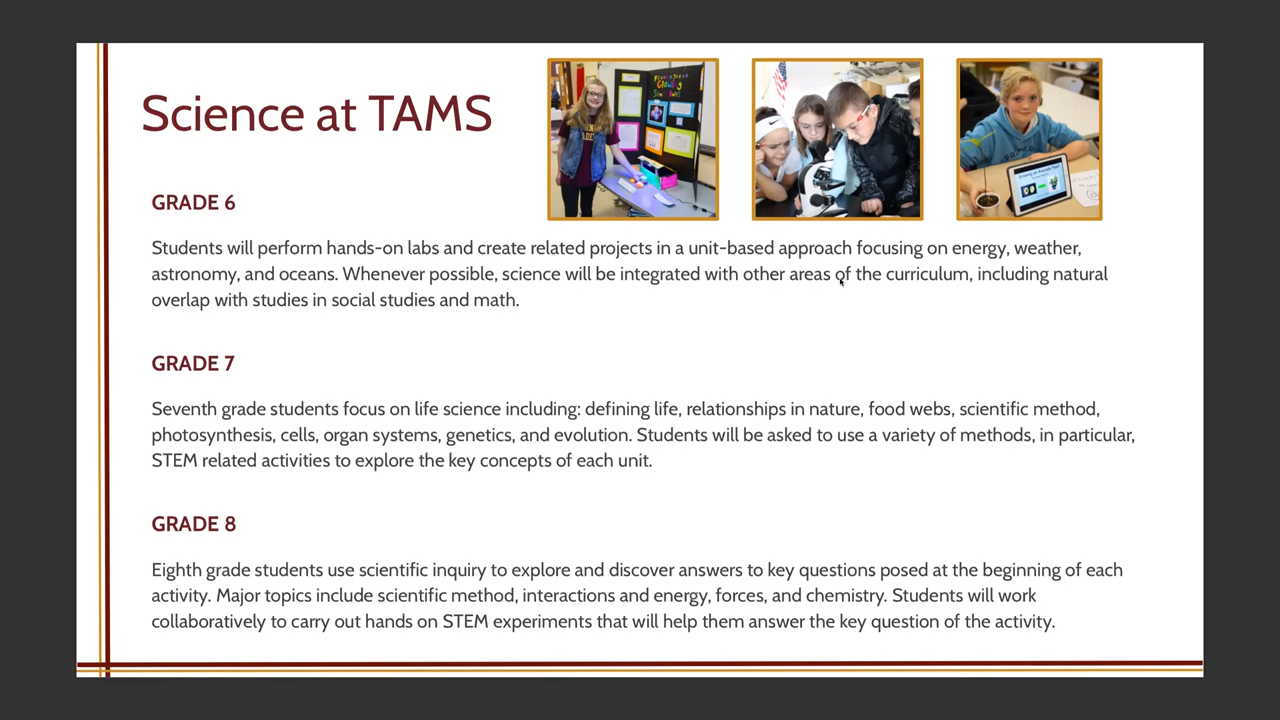 Science at TAMS
GRADE 6
Students will perform hands-on labs and create related projects in a unit-based approach focusing on energy, weather,
astronomy, and oceans. Whenever possible, science will be integrated with other areas of the curriculum, including natural
overlap with studies in social studies and math.
GRADE 7
Seventh grade students focus on life science including: defining life, relationships in nature, food webs, scientific method,
photosynthesis, cells, organ systems, genetics, and evolution. Students will be asked to use a variety of methods, in particular,
STEM related activities to explore the key concepts of each unit.
GRADE 8
Eighth grade students use scientific inquiry to explore and discover answers to key questions posed at the beginning of each
activity. Major topics include scientific method, interactions and energy, forces, and chemistry. Students will work
collaboratively to carry out hands on STEM experiments that will help them answer the key question of the activity.